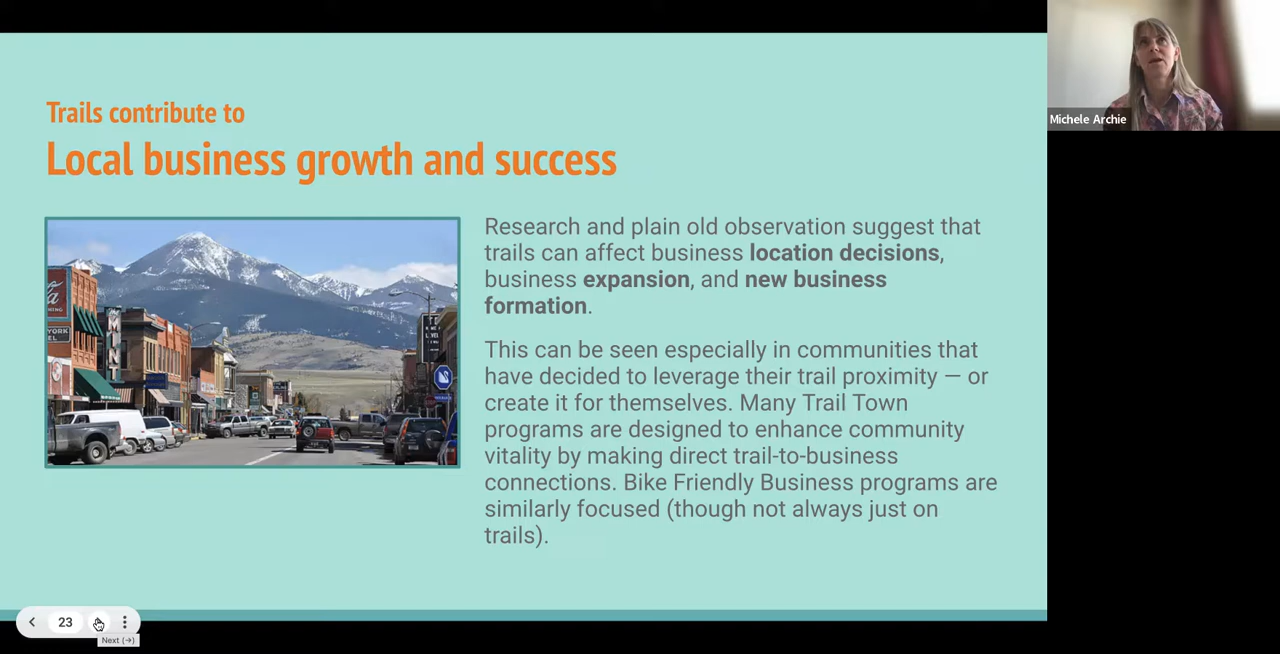 Trails contribute to
Local business growth and success
Research and plain old observation suggest that
trails can affect business location decisions,
business expansion, and new business
formation.
This can be seen especially in communities that
have decided to leverage their trail proximity — or
create it for themselves. Many Trail Town
programs are designed to enhance community
vitality by making direct trail-to-business
connections. Bike Friendly Business programs are
similarly focused (though not always just on
trails).
MINT
YORK
EL
Michele Archie
23
Next (→)